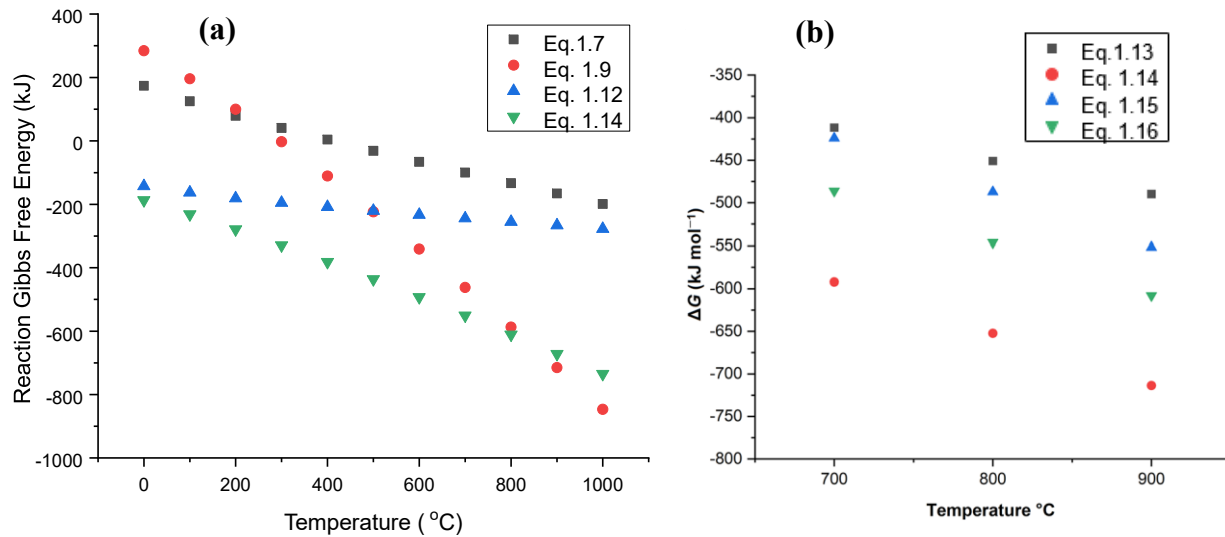 (a)
Eq.1.7
Eq. 1.9
Eq. 1.12
Eq. 1.14
400
200
0
-200
-400
-600
-800
-1000
Reaction Gibbs Free Energy (kJ)
0 200 400 600 800 1000
Temperature ( °C)
(b)
Eq.1.13
Eq. 1.14
Eq. 1.15
Eq. 1.16
-350
-400
-450
-500
-550
-600
-650
-700
-750
-800
ΔG (kJ mol⁻¹)
700 800 900
Temperature °C